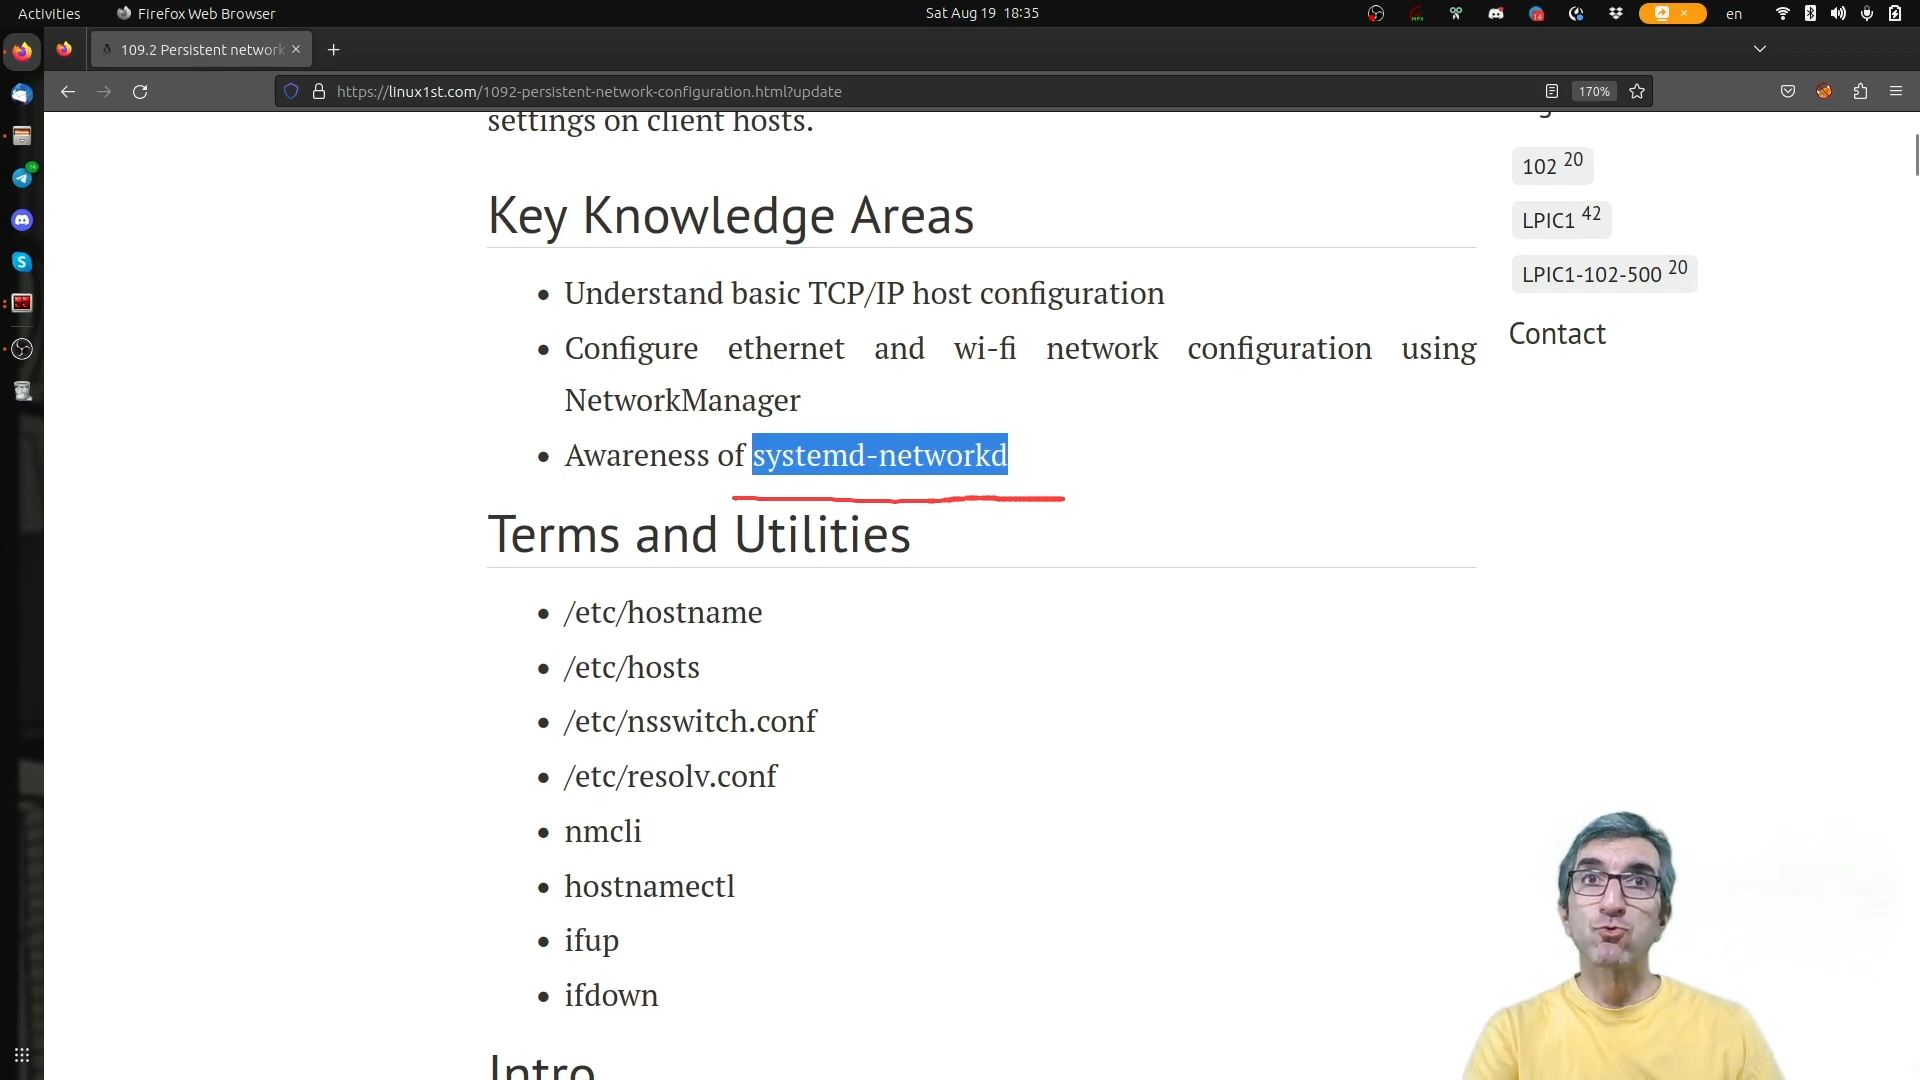 Activities
Firefox Web Browser
Sat Aug 19 18:35
en
109.2 Persistent network
https://linux1st.com/1092-persistent-network-configuration.html?update
170%
settings on client hosts.
Key Knowledge Areas
Understand basic TCP/IP host configuration
Configure ethernet and wi-fi network configuration using
NetworkManager
Awareness of systemd-networkd
Terms and Utilities
/etc/hostname
/etc/hosts
/etc/nsswitch.conf
/etc/resolv.conf
nmcli
hostnamectl
ifup
ifdown
Intro
102 20
LPIC1 42
LPIC1-102-500 20
Contact